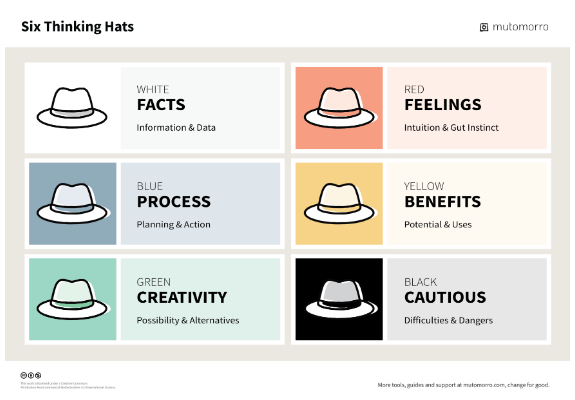 Six Thinking Hats
mutomorro
WHITE
FACTS
Information & Data
RED
FEELINGS
Intuition & Gut Instinct
BLUE
PROCESS
Planning & Action
YELLOW
BENEFITS
Potential & Uses
GREEN
CREATIVITY
Possibility & Alternatives
BLACK
CAUTIOUS
Difficulties & Dangers
More tools, guides and support at mutomorro.com, change for good.